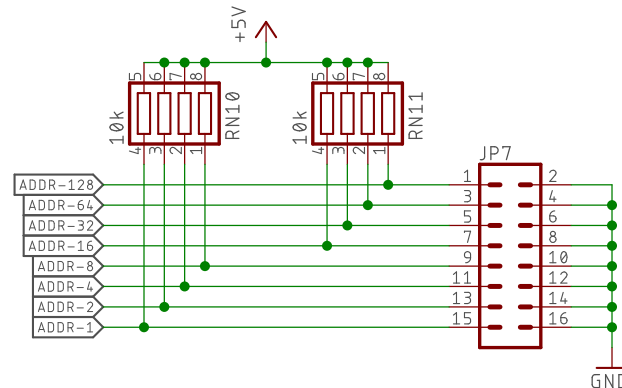 +5V
5 6 7 8
10k
RN10
4 3 2 1
5 6 7 8
10k
RN11
4 3 2 1
JP7
ADDR-128
1 2
ADDR-64
3 4
ADDR-32
5 6
ADDR-16
7 8
ADDR-8
9 10
ADDR-4
11 12
ADDR-2
13 14
ADDR-1
15 16
GND